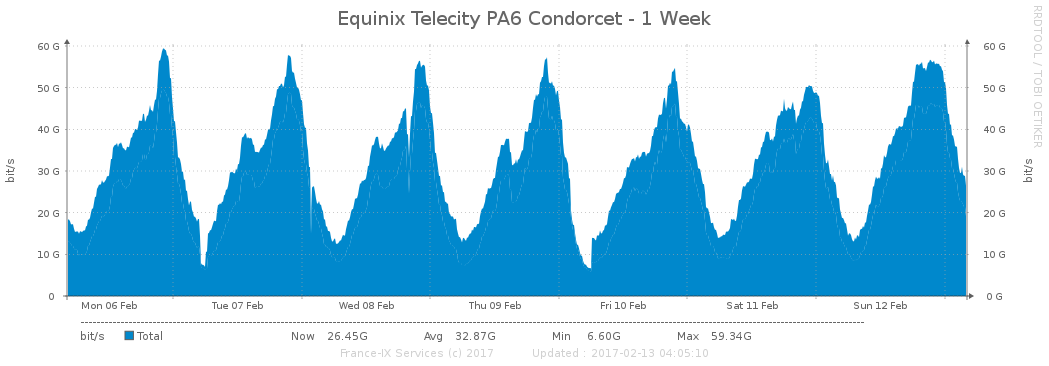 Equinix Telecity PA6 Condorcet - 1 Week
RRDTOOL / TOBI OETIKER
bit/s
60 G
50 G
40 G
30 G
20 G
10 G
0
60 G
50 G
40 G
30 G
20 G
10 G
0 G
bit/s
Mon 06 Feb Tue 07 Feb Wed 08 Feb Thu 09 Feb Fri 10 Feb Sat 11 Feb Sun 12 Feb
bit/s Total Now 26.45G Avg 32.87G Min 6.60G Max 59.34G
France-IX Services (c) 2017 Updated : 2017-02-13 04:05:10